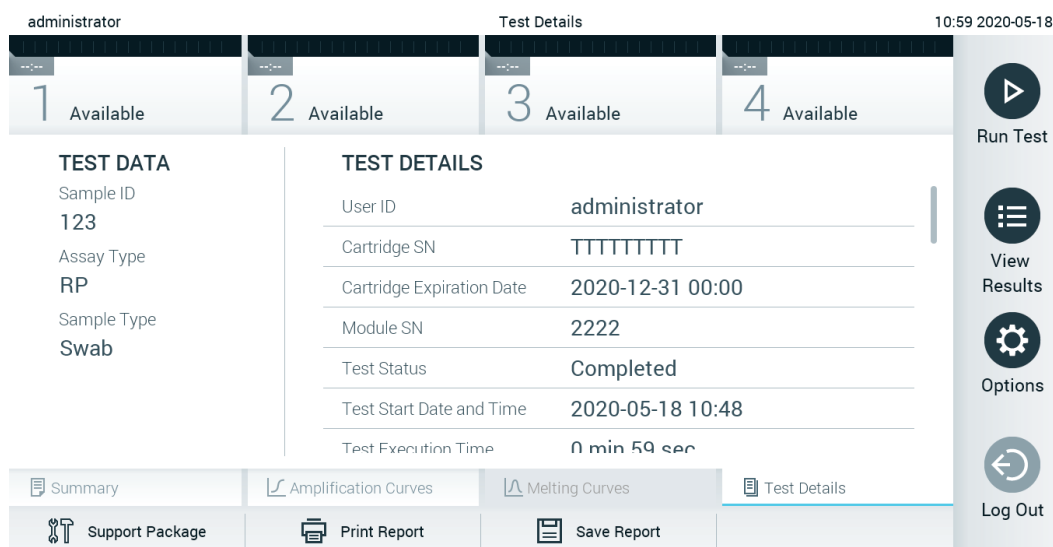 administrator Test Details 10:59 2020-05-18
--:-- --:-- --:-- --:--
1 Available 2 Available 3 Available 4 Available
Run Test
TEST DATA
Sample ID
123
Assay Type
RP
Sample Type
Swab
TEST DETAILS
User ID administrator
Cartridge SN TTTTTTTTT
Cartridge Expiration Date 2020-12-31 00:00
Module SN 2222
Test Status Completed
Test Start Date and Time 2020-05-18 10:48
Test Execution Time 0 min 59 sec
View
Results
Options
Log Out
Summary Amplification Curves Melting Curves Test Details
Support Package Print Report Save Report